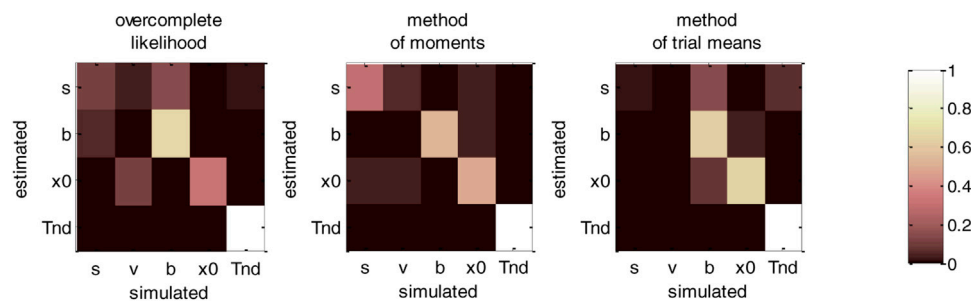 overcomplete
likelihood
s
b
x0
Tnd
estimated
s v b x0 Tnd
simulated
method
of moments
s
b
x0
Tnd
estimated
s v b x0 Tnd
simulated
method
of trial means
s
b
x0
Tnd
estimated
s v b x0 Tnd
simulated
1
0.8
0.6
0.4
0.2
0